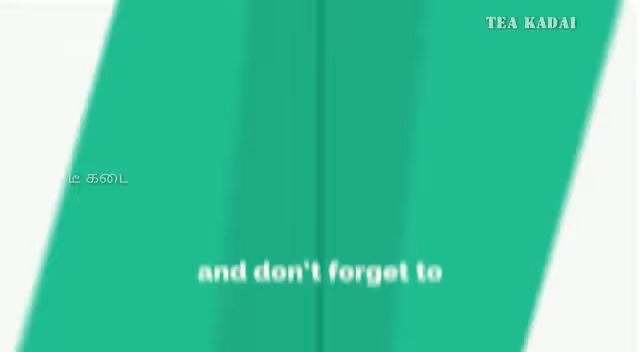 TEA KADAI
டீ கடை
and don't forget to